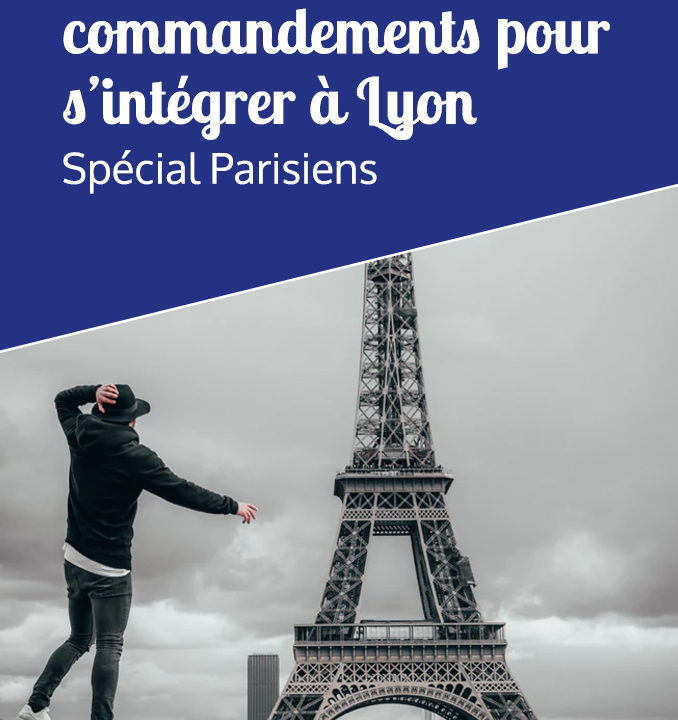 commandements pour
s’intégrer à Lyon
Spécial Parisiens